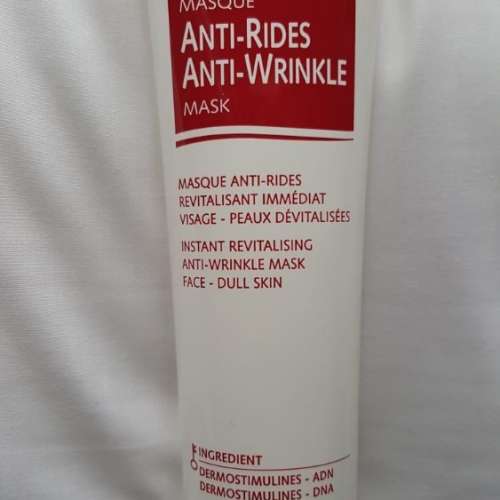 MASQUE
ANTI-RIDES
ANTI-WRINKLE
MASK
MASQUE ANTI-RIDES
REVITALISANT IMMÉDIAT
VISAGE - PEAUX DÉVITALISÉES
INSTANT REVITALISING
ANTI-WRINKLE MASK
FACE - DULL SKIN
INGREDIENT
DERMOSTIMULINES - ADN
DERMOSTIMULINES - DNA